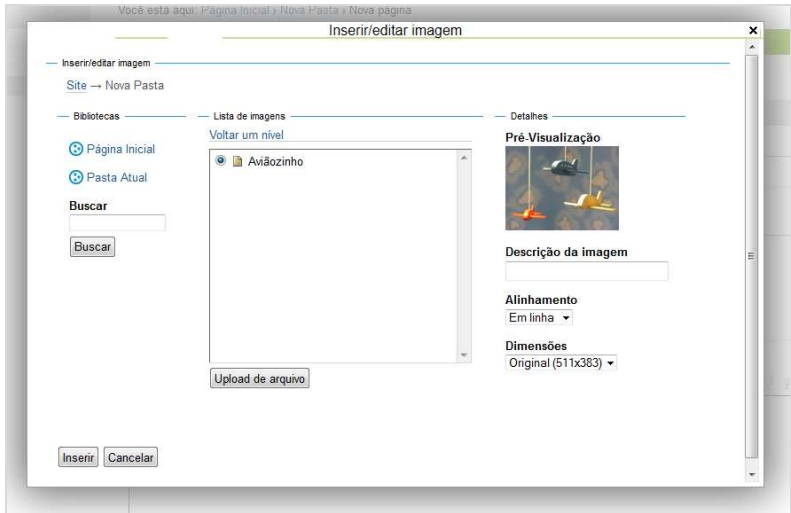 Você está aqui: Página Inicial › Nova Pasta › Nova página
Inserir/editar imagem
Inserir/editar imagem
Site → Nova Pasta
Bibliotecas
Página Inicial
Pasta Atual
Buscar
Buscar
Lista de imagens
Voltar um nível
Aviãozinho
Upload de arquivo
Detalhes
Pré-Visualização
Descrição da imagem
Alinhamento
Em linha
Dimensões
Original (511x383)
Inserir Cancelar